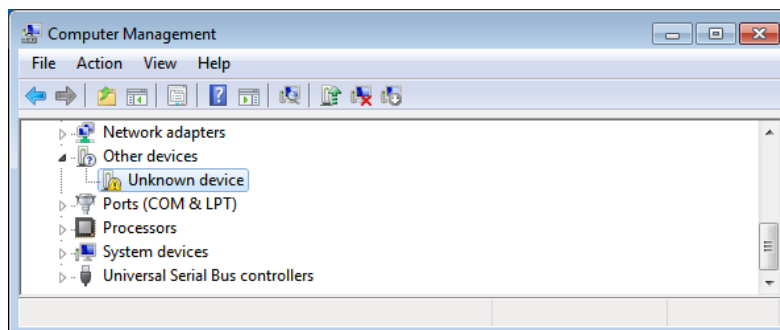 Computer Management
File Action View Help
Network adapters
Other devices
Unknown device
Ports (COM & LPT)
Processors
System devices
Universal Serial Bus controllers